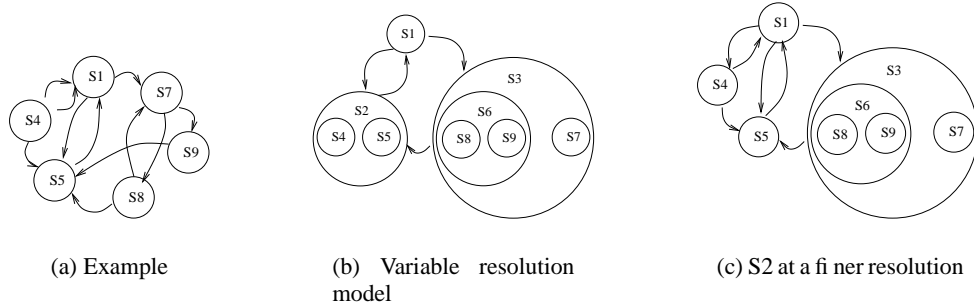 S1
S7
S4
S9
S5
S8
(a) Example
S1
S3
S2
S6
S4
S5
S8
S9
S7
(b) Variable resolution
model
S1
S3
S4
S6
S5
S8
S9
S7
(c) S2 at a fi ner resolution